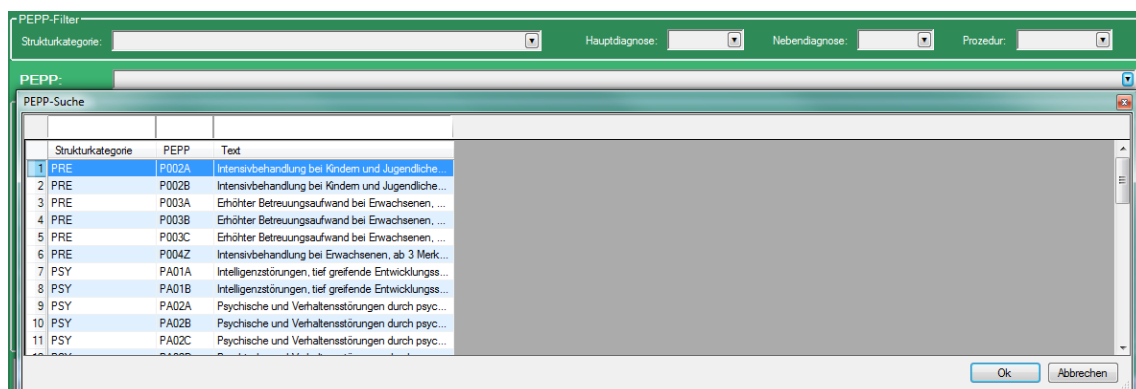 PEPP-Filter
Strukturkategorie: Hauptdiagnose: Nebendiagnose: Prozedur:
PEPP:
PEPP-Suche
Strukturkategorie PEPP Text
1 PRE P002A Intensivbehandlung bei Kindern und Jugendliche...
2 PRE P002B Intensivbehandlung bei Kindern und Jugendliche...
3 PRE P003A Erhöhter Betreuungsaufwand bei Erwachsenen, ...
4 PRE P003B Erhöhter Betreuungsaufwand bei Erwachsenen, ...
5 PRE P003C Erhöhter Betreuungsaufwand bei Erwachsenen, ...
6 PRE P004Z Intensivbehandlung bei Erwachsenen, ab 3 Merk...
7 PSY PA01A Intelligenzstörungen, tief greifende Entwicklungss...
8 PSY PA01B Intelligenzstörungen, tief greifende Entwicklungss...
9 PSY PA02A Psychische und Verhaltensstörungen durch psyc...
10 PSY PA02B Psychische und Verhaltensstörungen durch psyc...
11 PSY PA02C Psychische und Verhaltensstörungen durch psyc...
Ok Abbrechen